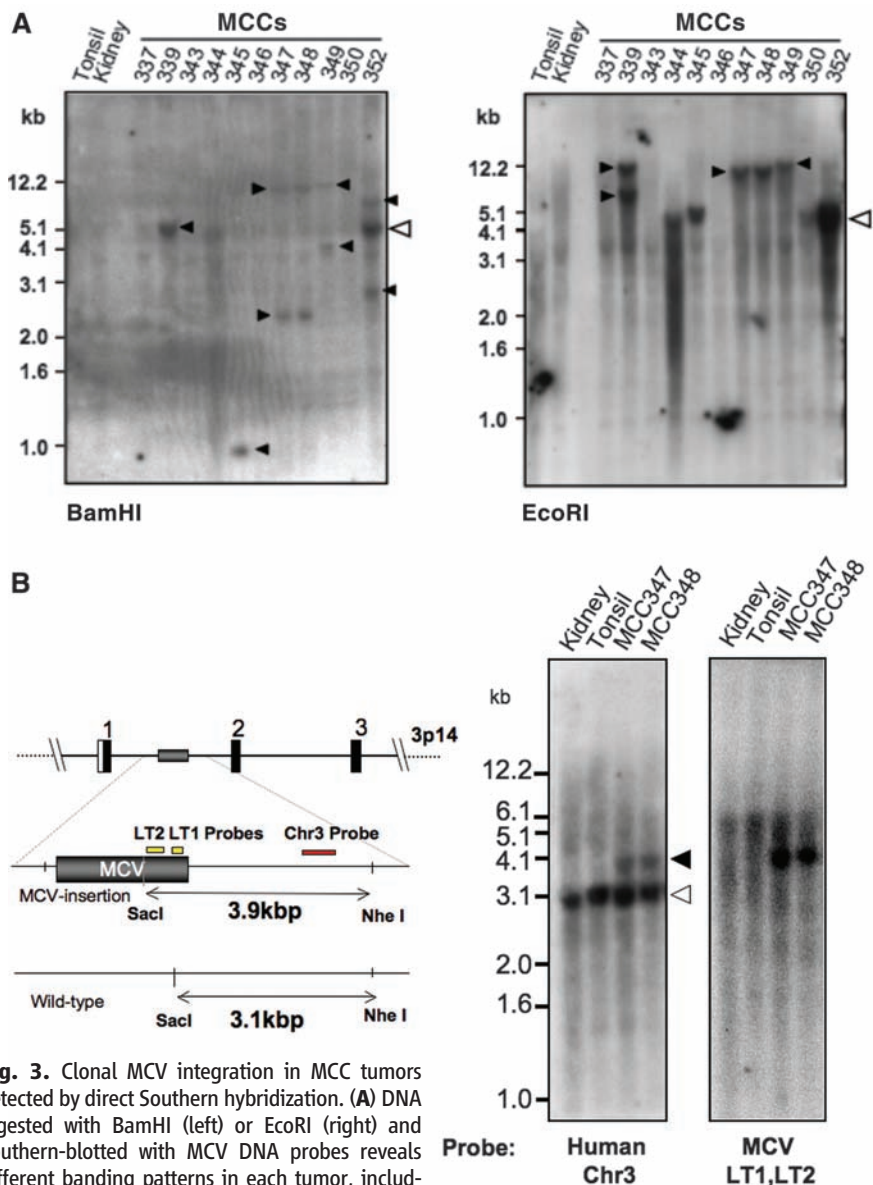 A
MCCs
Tonsil Kidney 337 339 343 344 345 346 347 348 349 350 352
kb
12.2
5.1
4.1
3.1
2.0
1.6
1.0
BamHI
MCCs
Tonsil Kidney 337 339 343 344 345 346 347 348 349 350 352
kb
12.2
5.1
4.1
3.1
2.0
1.6
1.0
EcoRI
B
1 2 3 3p14
LT2 LT1 Probes Chr3 Probe
MCV
MCV-insertion
SacI 3.9kbp Nhe I
Wild-type
SacI 3.1kbp Nhe I
Kidney Tonsil MCC347 MCC348
kb
12.2
6.1
5.1
4.1
3.1
2.0
1.6
1.0
Kidney Tonsil MCC347 MCC348
Probe: Human Chr3
MCV LT1,LT2
g. 3. Clonal MCV integration in MCC tumors
tected by direct Southern hybridization. (A) DNA
gested with BamHI (left) or EcoRI (right) and
outhern-blotted with MCV DNA probes reveals
fferent banding patterns in each tumor, includ-